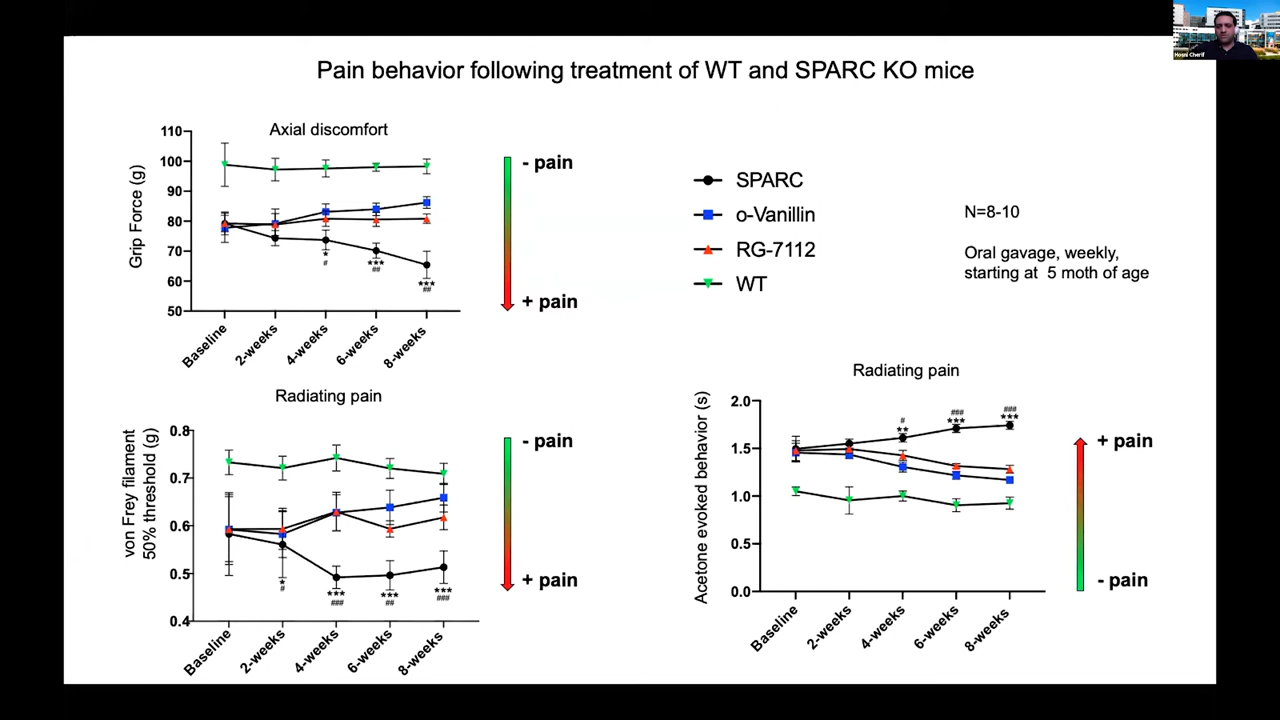 Hosni Cherif
Pain behavior following treatment of WT and SPARC KO mice
Axial discomfort
Grip Force (g)
110
100
90
80
70
60
50
*
#
***
##
***
##
Baseline
2-weeks
4-weeks
6-weeks
8-weeks
- pain
+ pain
SPARC
o-Vanillin
RG-7112
WT
N=8-10
Oral gavage, weekly,
starting at 5 moth of age
Radiating pain
von Frey filament
50% threshold (g)
0.8
0.7
0.6
0.5
0.4
*
#
***
###
***
##
***
###
Baseline
2-weeks
4-weeks
6-weeks
8-weeks
- pain
+ pain
Radiating pain
Acetone evoked behavior (s)
2.0
1.5
1.0
0.5
0.0
#
**
###
***
###
***
Baseline
2-weeks
4-weeks
6-weeks
8-weeks
+ pain
- pain